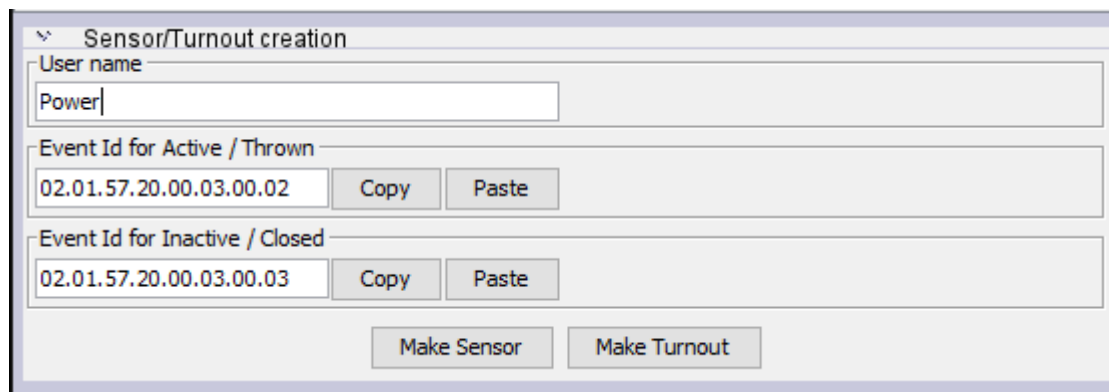 Sensor/Turnout creation
User name
Power
Event Id for Active / Thrown
02.01.57.20.00.03.00.02 Copy Paste
Event Id for Inactive / Closed
02.01.57.20.00.03.00.03 Copy Paste
Make Sensor Make Turnout